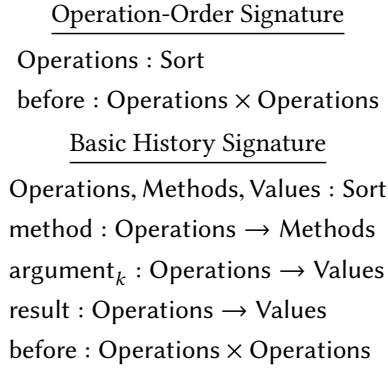 Operation-Order Signature
Operations : Sort
before : Operations × Operations
Basic History Signature
Operations, Methods, Values : Sort
method : Operations → Methods
argumentₖ : Operations → Values
result : Operations → Values
before : Operations × Operations